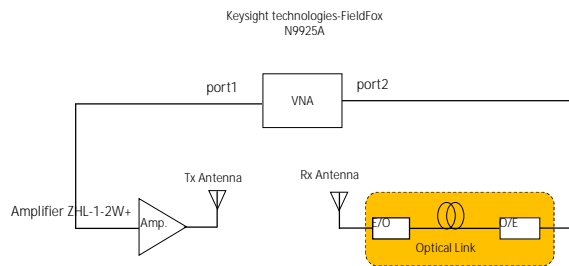 Keysight technologies-FieldFox
N9925A
port1
VNA
port2
Tx Antenna
Rx Antenna
Amplifier ZHL-1-2W+
Amp.
E/O
O/E
Optical Link